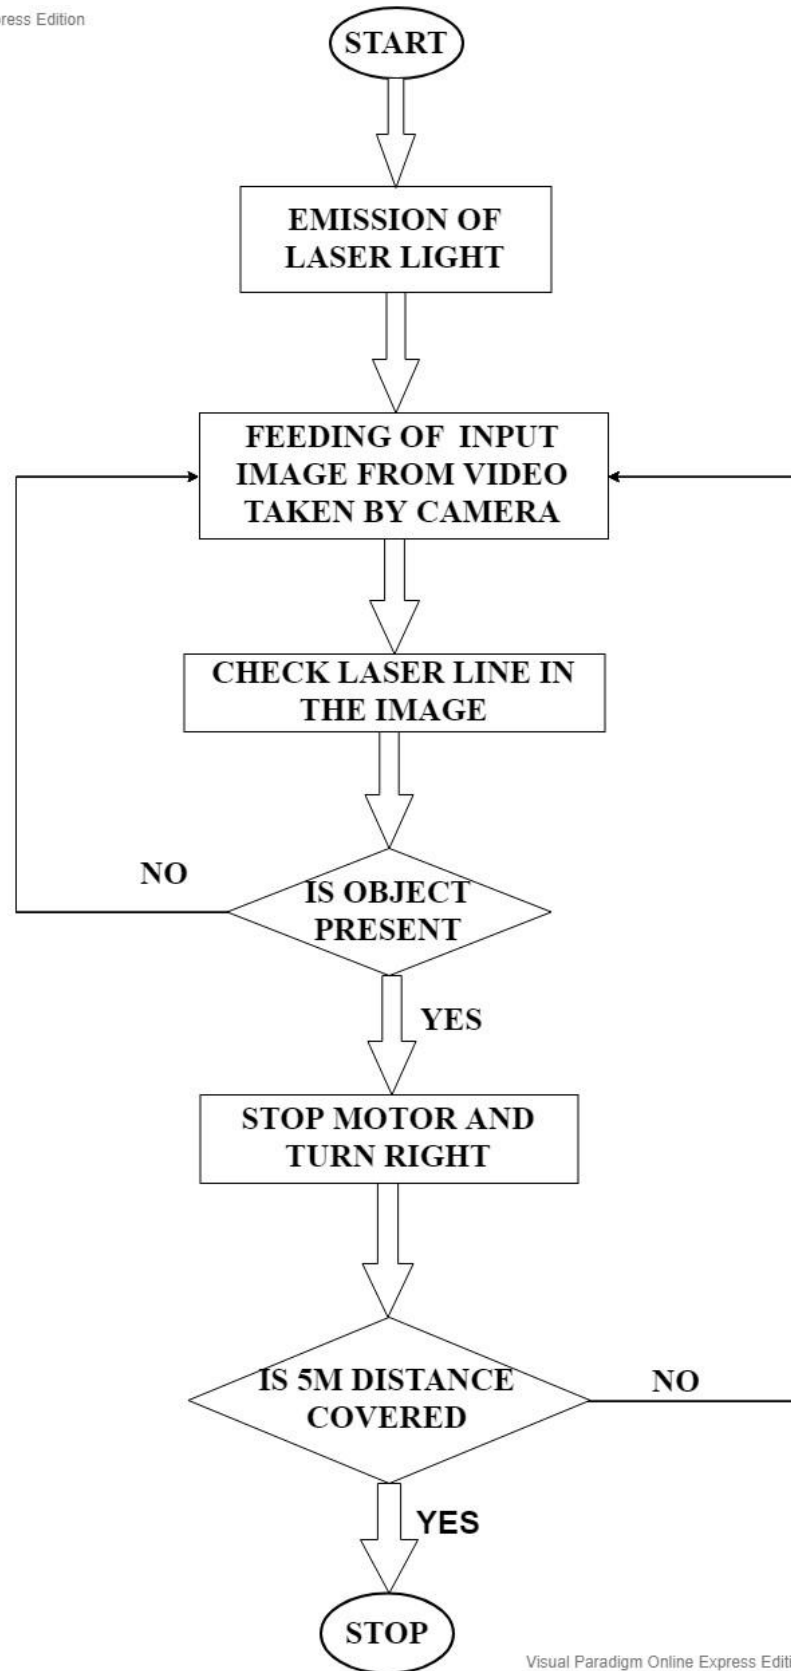 ress Edition
START
EMISSION OF
LASER LIGHT
FEEDING OF INPUT
IMAGE FROM VIDEO
TAKEN BY CAMERA
CHECK LASER LINE IN
THE IMAGE
NO
IS OBJECT
PRESENT
YES
STOP MOTOR AND
TURN RIGHT
IS 5M DISTANCE
COVERED
NO
YES
STOP
Visual Paradigm Online Express Editi